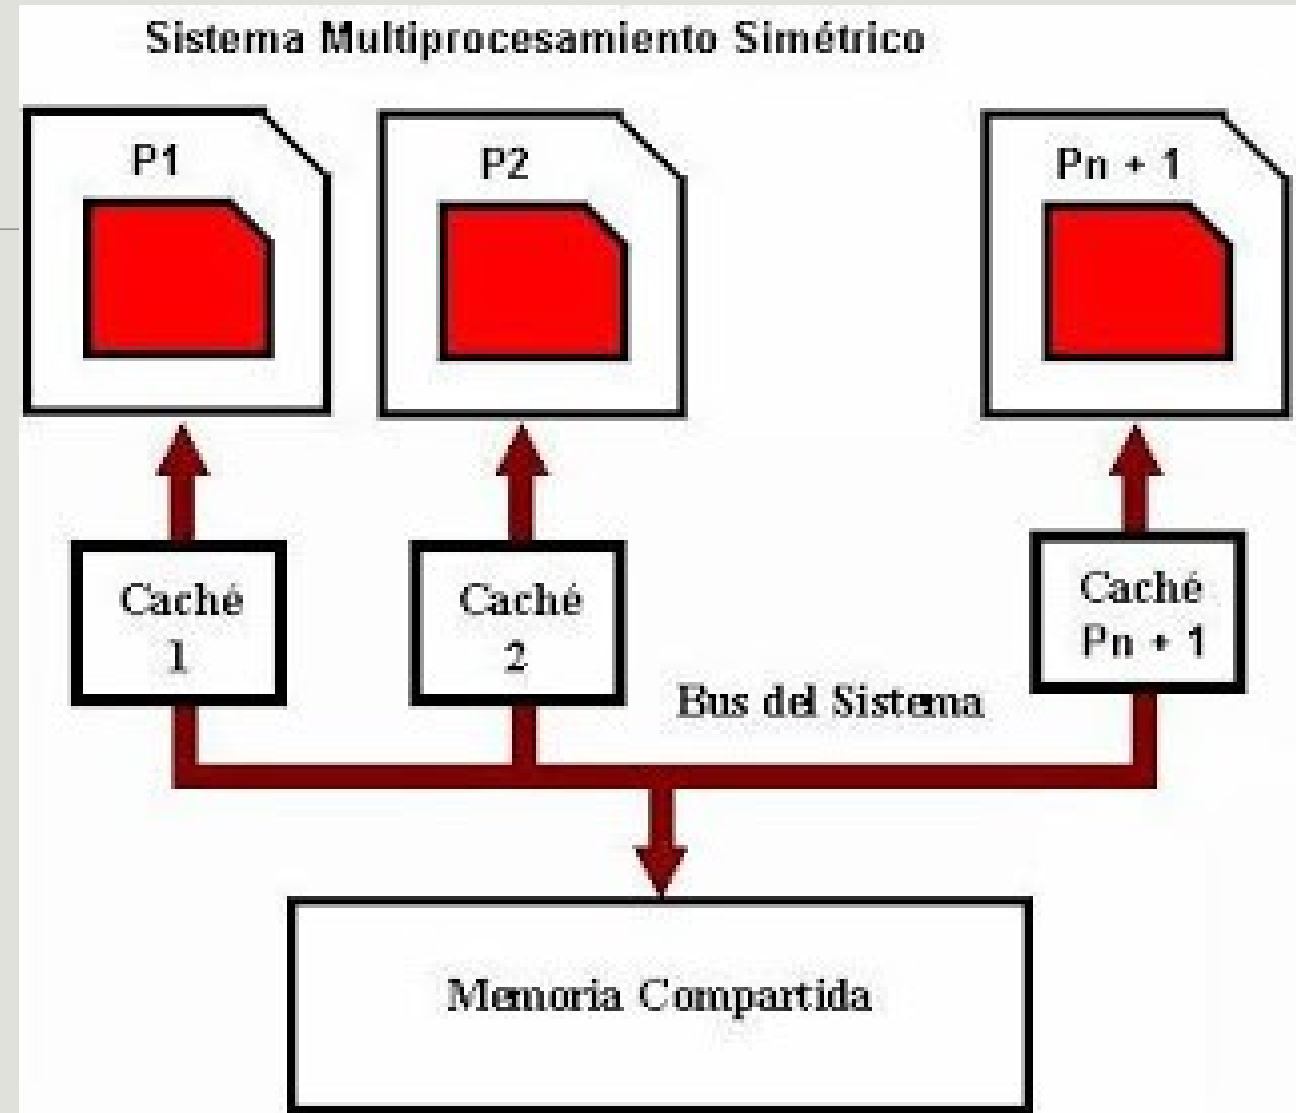 Sistema Multiprocesamiento Simétrico
P1
P2
Pn + 1
Caché
1
Caché
2
Caché
Pn + 1
Bus del Sistema
Memoria Compartida